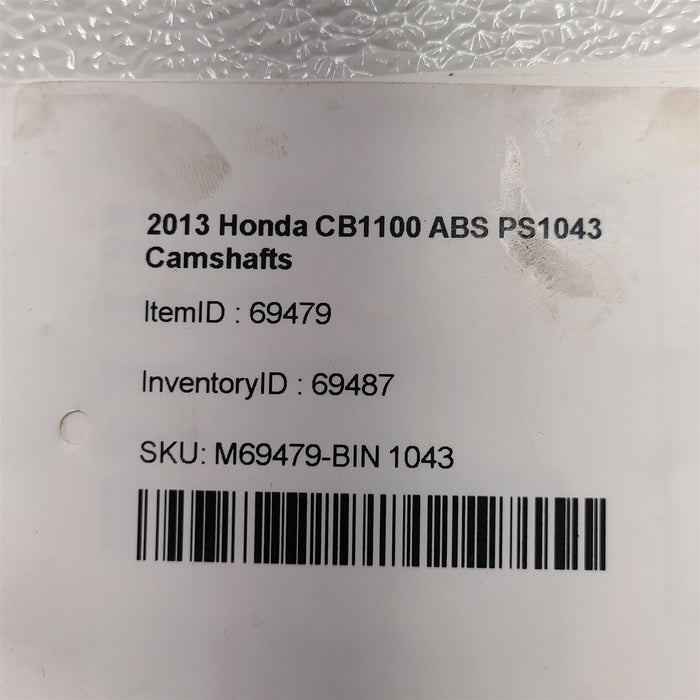 2013 Honda CB1100 ABS PS1043
Camshafts
ItemID : 69479
InventoryID : 69487
SKU: M69479-BIN 1043